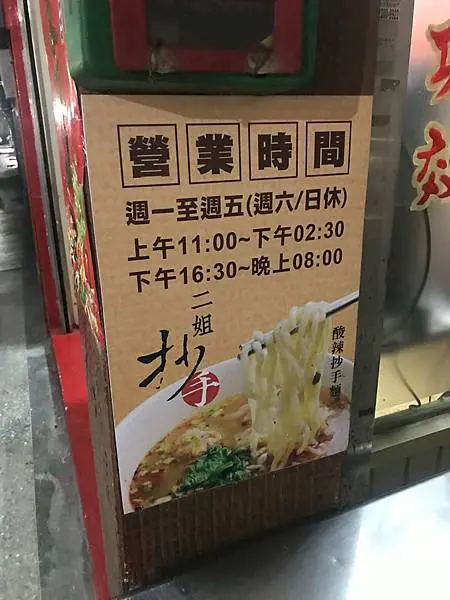 營業時間
週一至週五(週六/日休)
上午11:00~下午02:30
下午16:30~晚上08:00
二姐
抄手
酸辣抄手麵